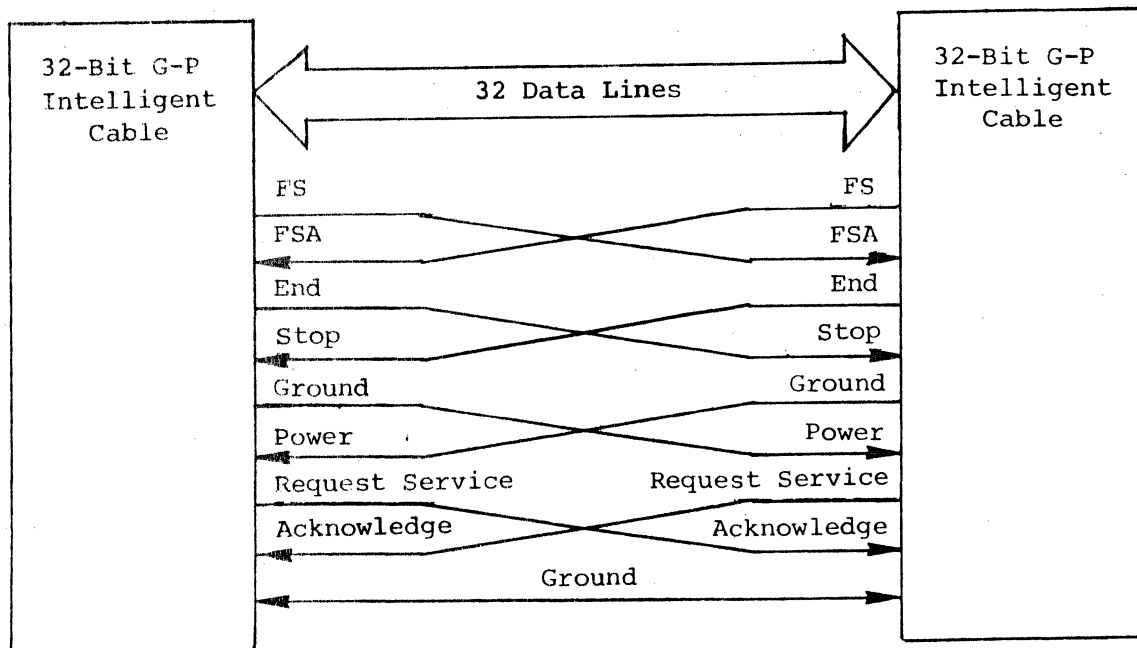 32-Bit G-P
Intelligent
Cable
32 Data Lines
32-Bit G-P
Intelligent
Cable
FS
FS
FSA
FSA
End
End
Stop
Stop
Ground
Ground
Power
Power
Request Service
Request Service
Acknowledge
Acknowledge
Ground